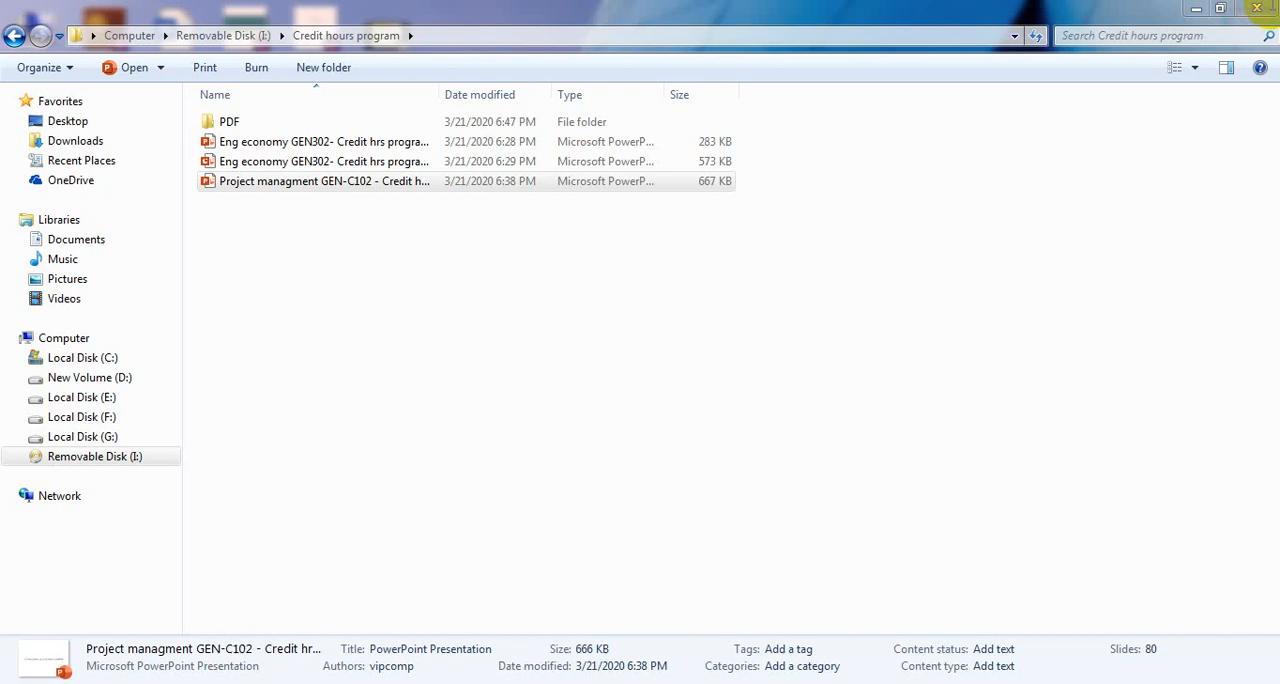 Computer Removable Disk (I:) Credit hours program Search Credit hours program
Organize Open Print Burn New folder
Name Date modified Type Size
PDF 3/21/2020 6:47 PM File folder
Eng economy GEN302- Credit hrs progra... 3/21/2020 6:28 PM Microsoft PowerP... 283 KB
Eng economy GEN302- Credit hrs progra... 3/21/2020 6:29 PM Microsoft PowerP... 573 KB
Project managment GEN-C102 - Credit h... 3/21/2020 6:38 PM Microsoft PowerP... 667 KB
Favorites
Desktop
Downloads
Recent Places
OneDrive
Libraries
Documents
Music
Pictures
Videos
Computer
Local Disk (C:)
New Volume (D:)
Local Disk (E:)
Local Disk (F:)
Local Disk (G:)
Removable Disk (I:)
Network
Project managment GEN-C102 - Credit hr... Title: PowerPoint Presentation Size: 666 KB Tags: Add a tag Content status: Add text Slides: 80
Microsoft PowerPoint Presentation Authors: vipcomp Date modified: 3/21/2020 6:38 PM Categories: Add a category Content type: Add text